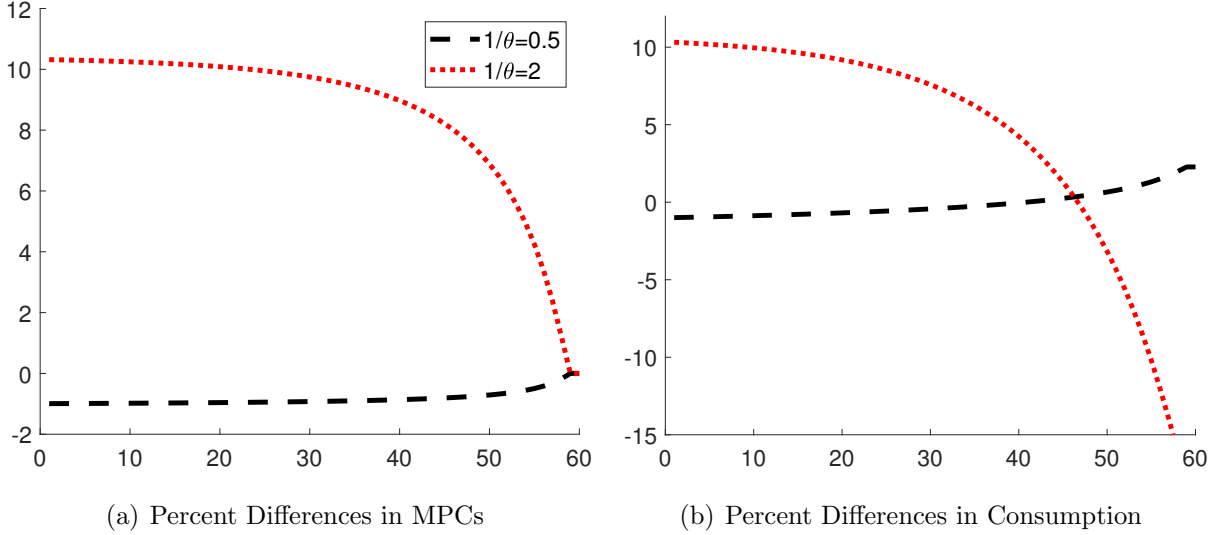 12
10
8
6
4
2
0
-2
0 10 20 30 40 50 60
1/θ=0.5
1/θ=2
(a) Percent Differences in MPCs
10
5
0
-5
-10
-15
0 10 20 30 40 50 60
(b) Percent Differences in Consumption